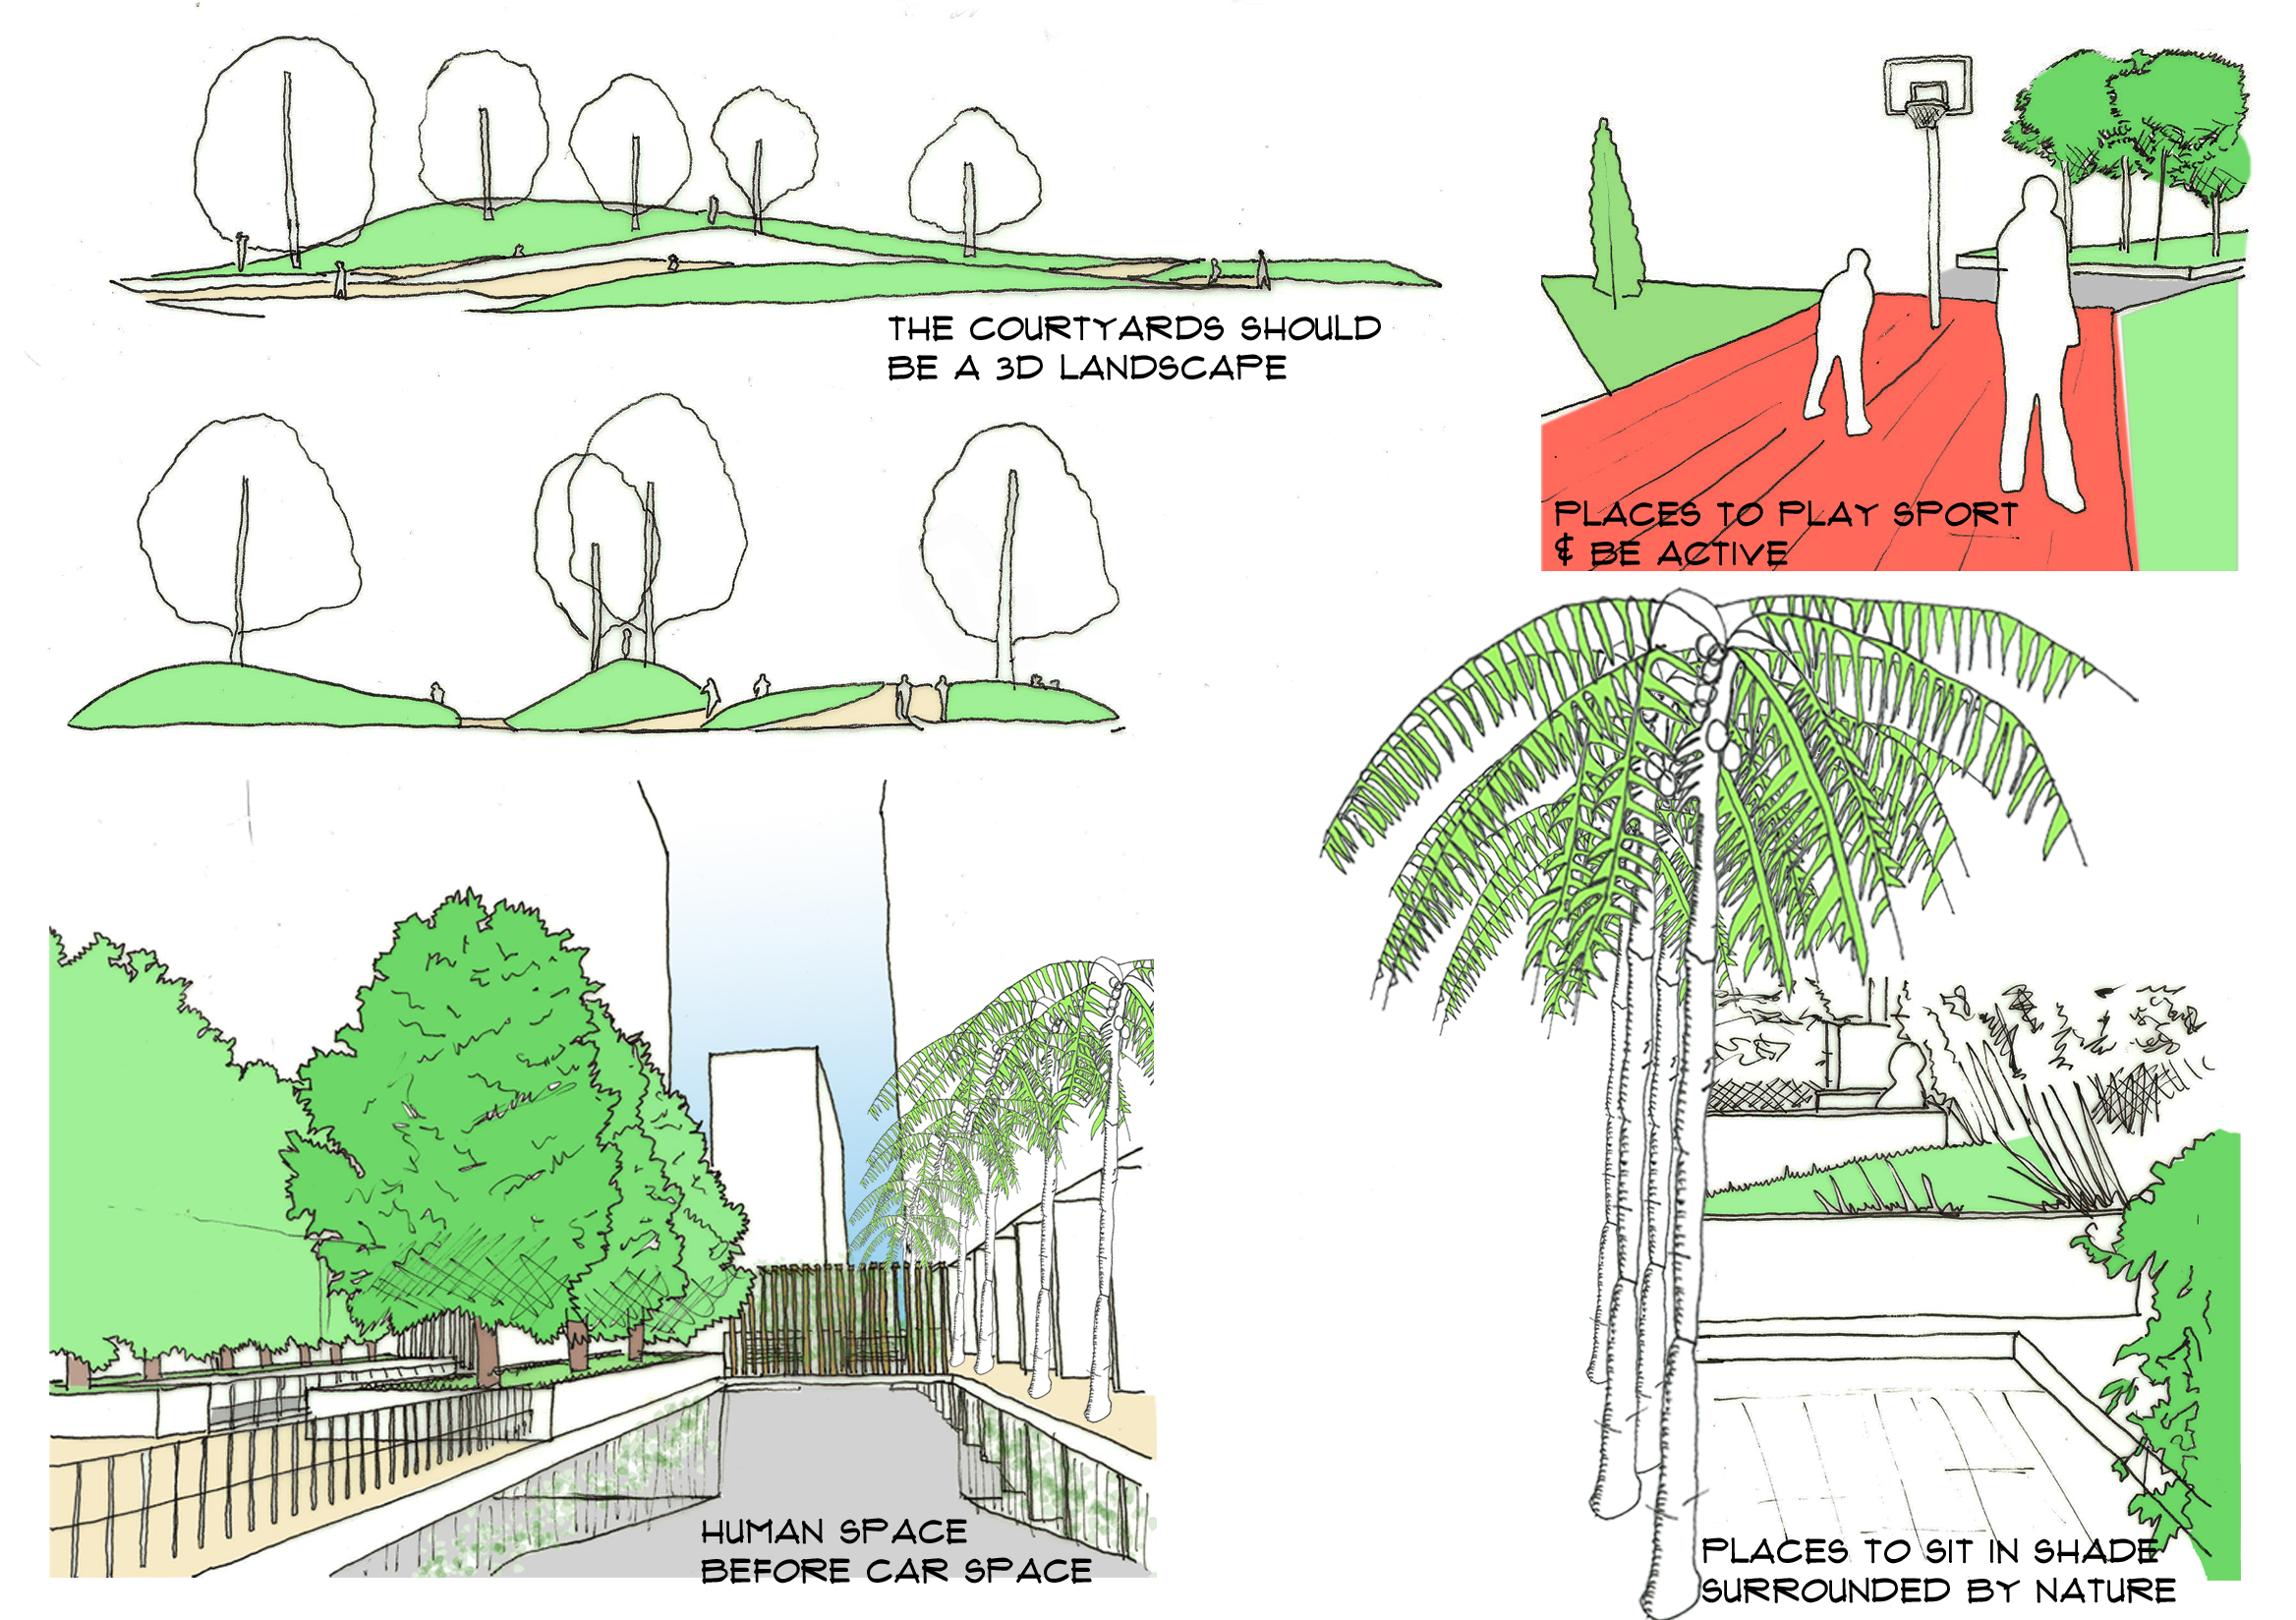 THE COURTYARDS SHOULD
BE A 3D LANDSCAPE
PLACES TO PLAY SPORT
& BE ACTIVE
HUMAN SPACE
BEFORE CAR SPACE
PLACES TO SIT IN SHADE
SURROUNDED BY NATURE